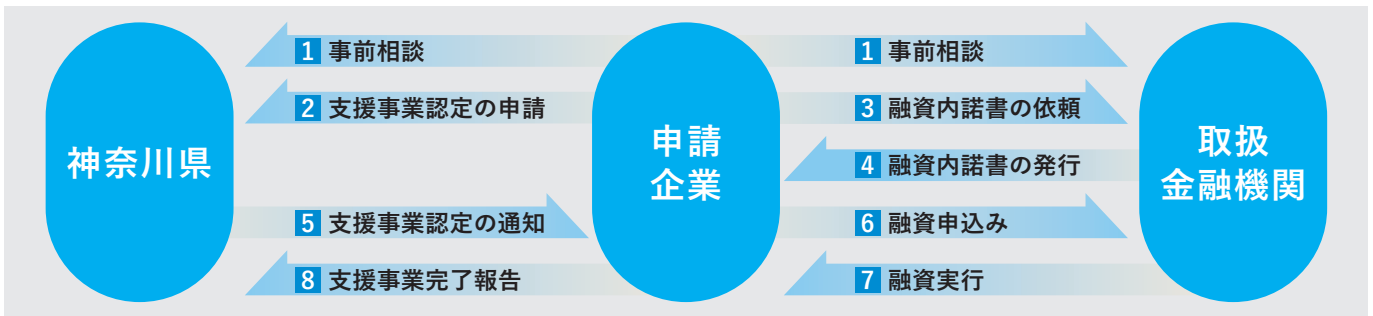 神奈川県
1 事前相談
2 支援事業認定の申請
5 支援事業認定の通知
8 支援事業完了報告
申請
企業
1 事前相談
3 融資内諾書の依頼
4 融資内諾書の発行
6 融資申込み
7 融資実行
取扱
金融機関